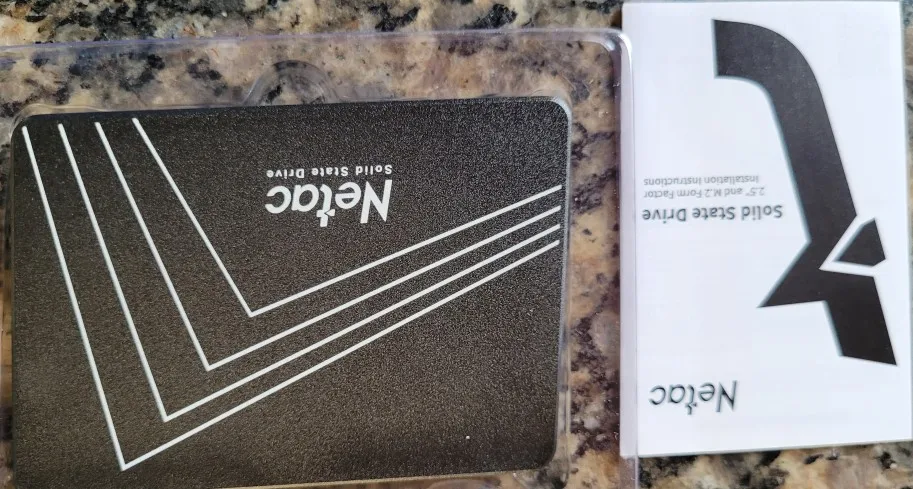 Netac
Solid State Drive
Netac
Solid State Drive
2.5" and M.2 Form Factor
Installation Instructions